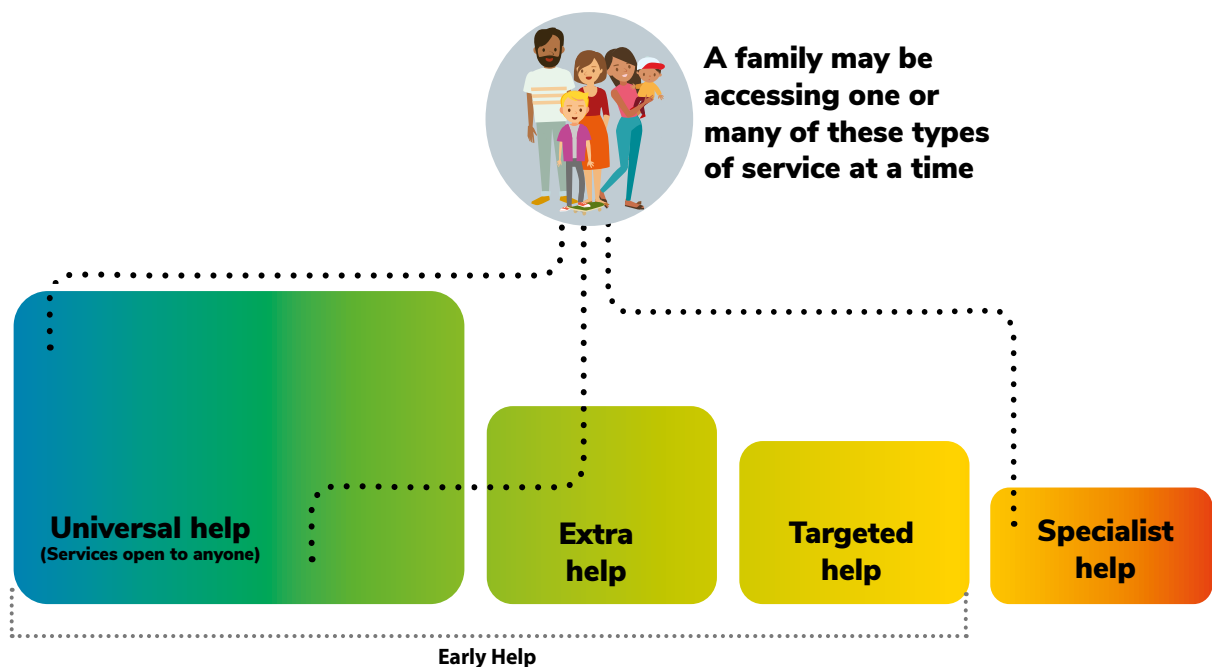 A family may be
accessing one or
many of these types
of service at a time
Universal help
(Services open to anyone)
Extra
help
Targeted
help
Specialist
help
Early Help